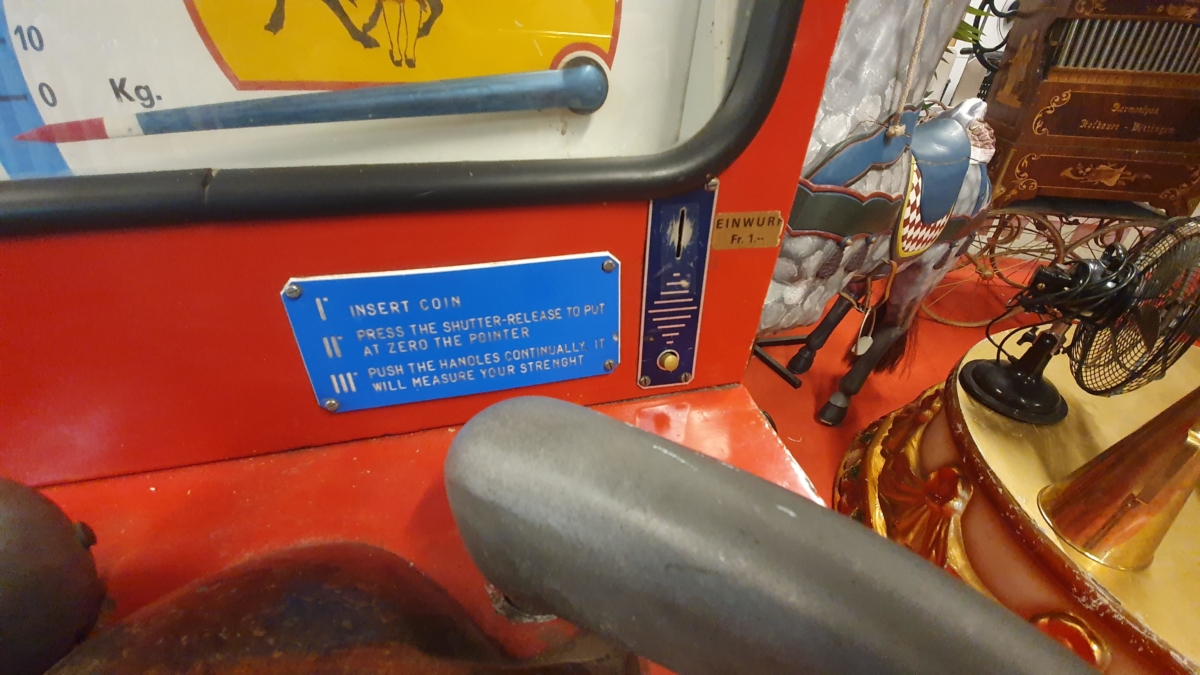 10
0
Kg.
EINWURF
Fr. 1.--
I° INSERT COIN
II° PRESS THE SHUTTER-RELEASE TO PUT
AT ZERO THE POINTER
III° PUSH THE HANDLES CONTINUALLY IT
WILL MEASURE YOUR STRENGHT